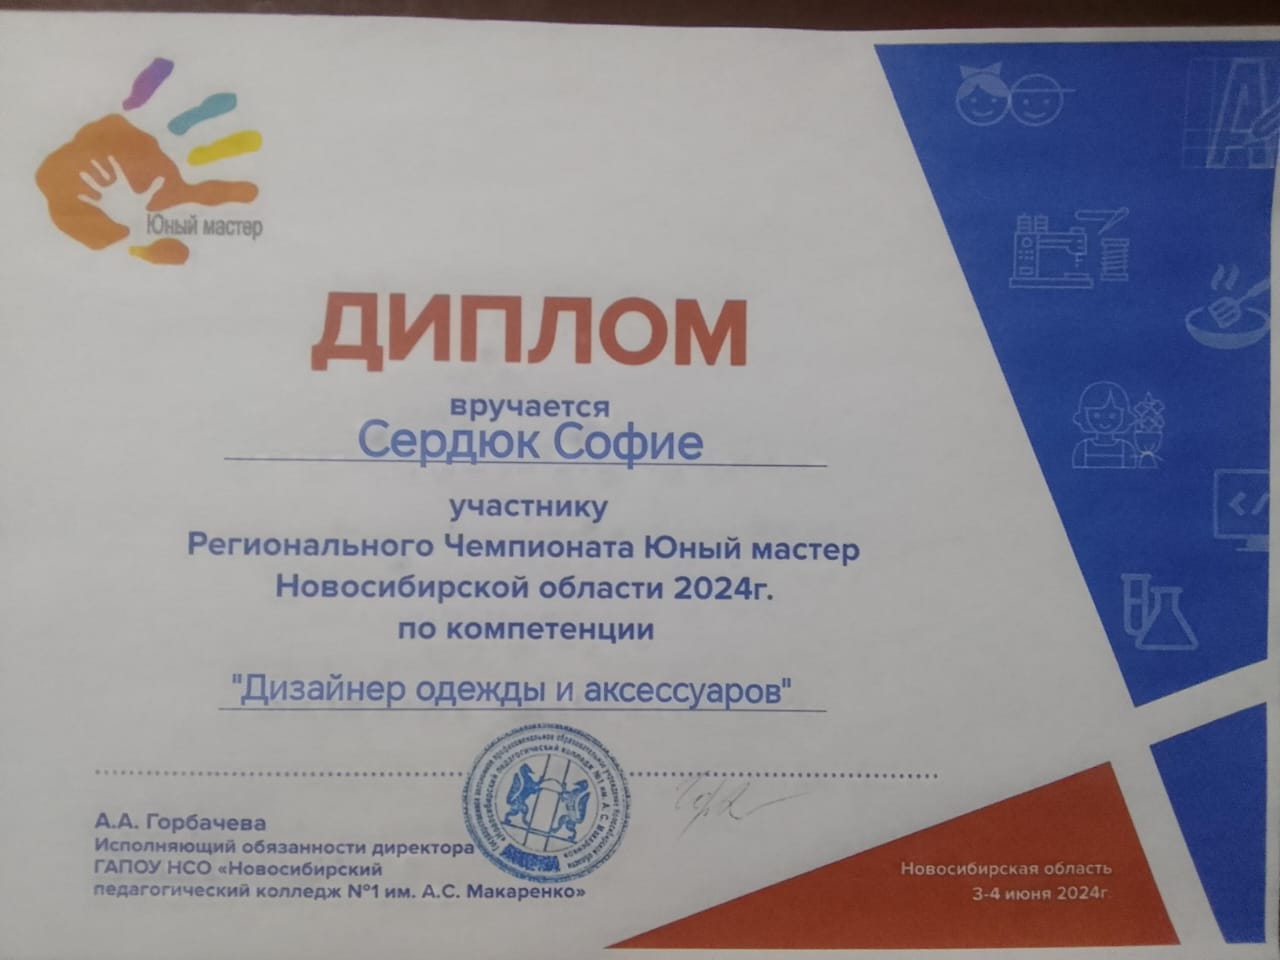 Юный мастер
ДИПЛОМ
вручается
Сердюк Софие
участнику
Регионального Чемпионата Юный мастер
Новосибирской области 2024г.
по компетенции
"Дизайнер одежды и аксессуаров"
А.А. Горбачева
Исполняющий обязанности директора
ГАПОУ НСО «Новосибирский
педагогический колледж №1 им. А.С. Макаренко»
Новосибирская область
3-4 июня 2024г.